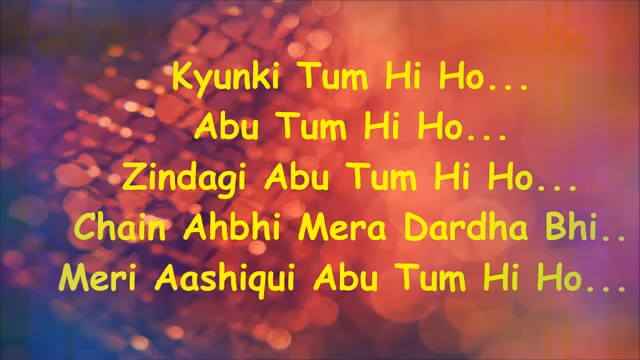 Kyunki Tum Hi Ho...
Abu Tum Hi Ho...
Zindagi Abu Tum Hi Ho...
Chain Ahbhi Mera Dardha Bhi..
Meri Aashiqui Abu Tum Hi Ho...